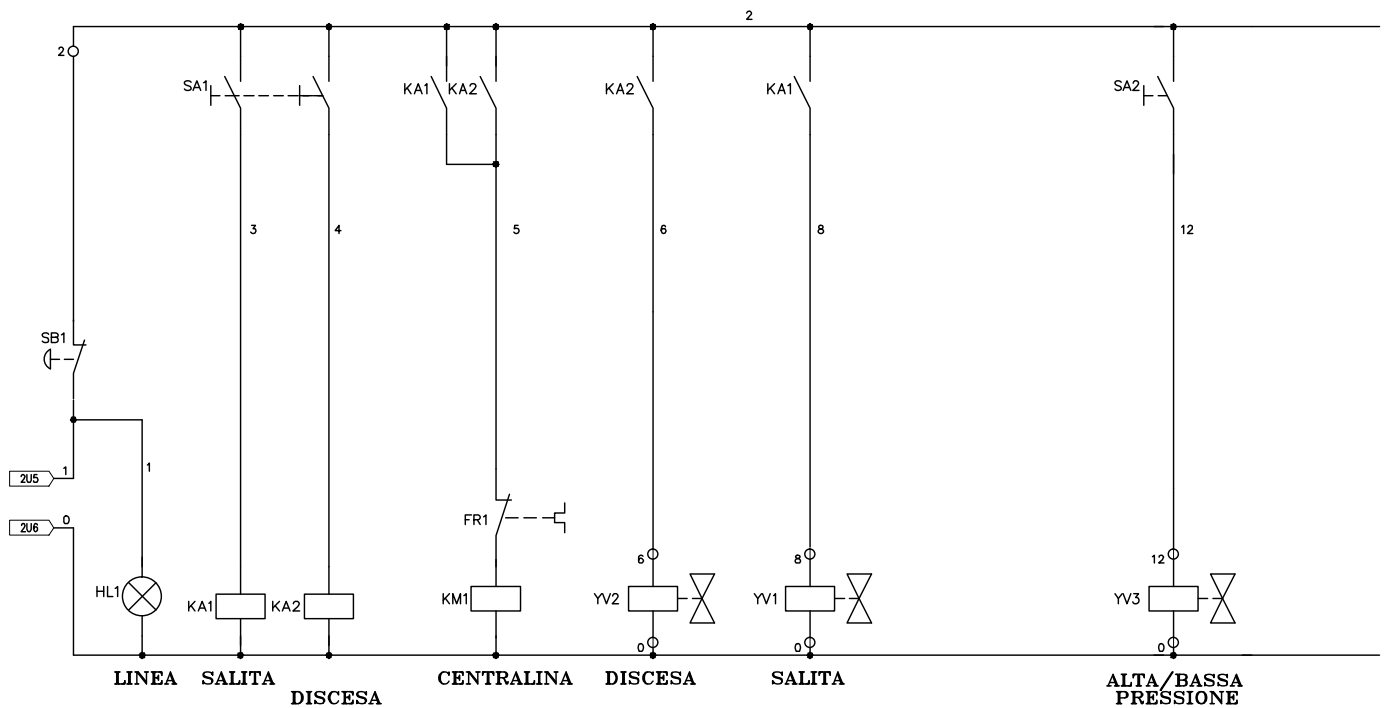 2
2
SA1
KA1
KA2
KA2
KA1
SA2
3
4
5
6
8
12
SB1
1
2U5
1
0
2U6
FR1
6
8
12
HL1
KA1
KA2
KM1
YV2
YV1
YV3
0
0
0
LINEA
SALITA
DISCESA
CENTRALINA
DISCESA
SALITA
ALTA/BASSA
PRESSIONE